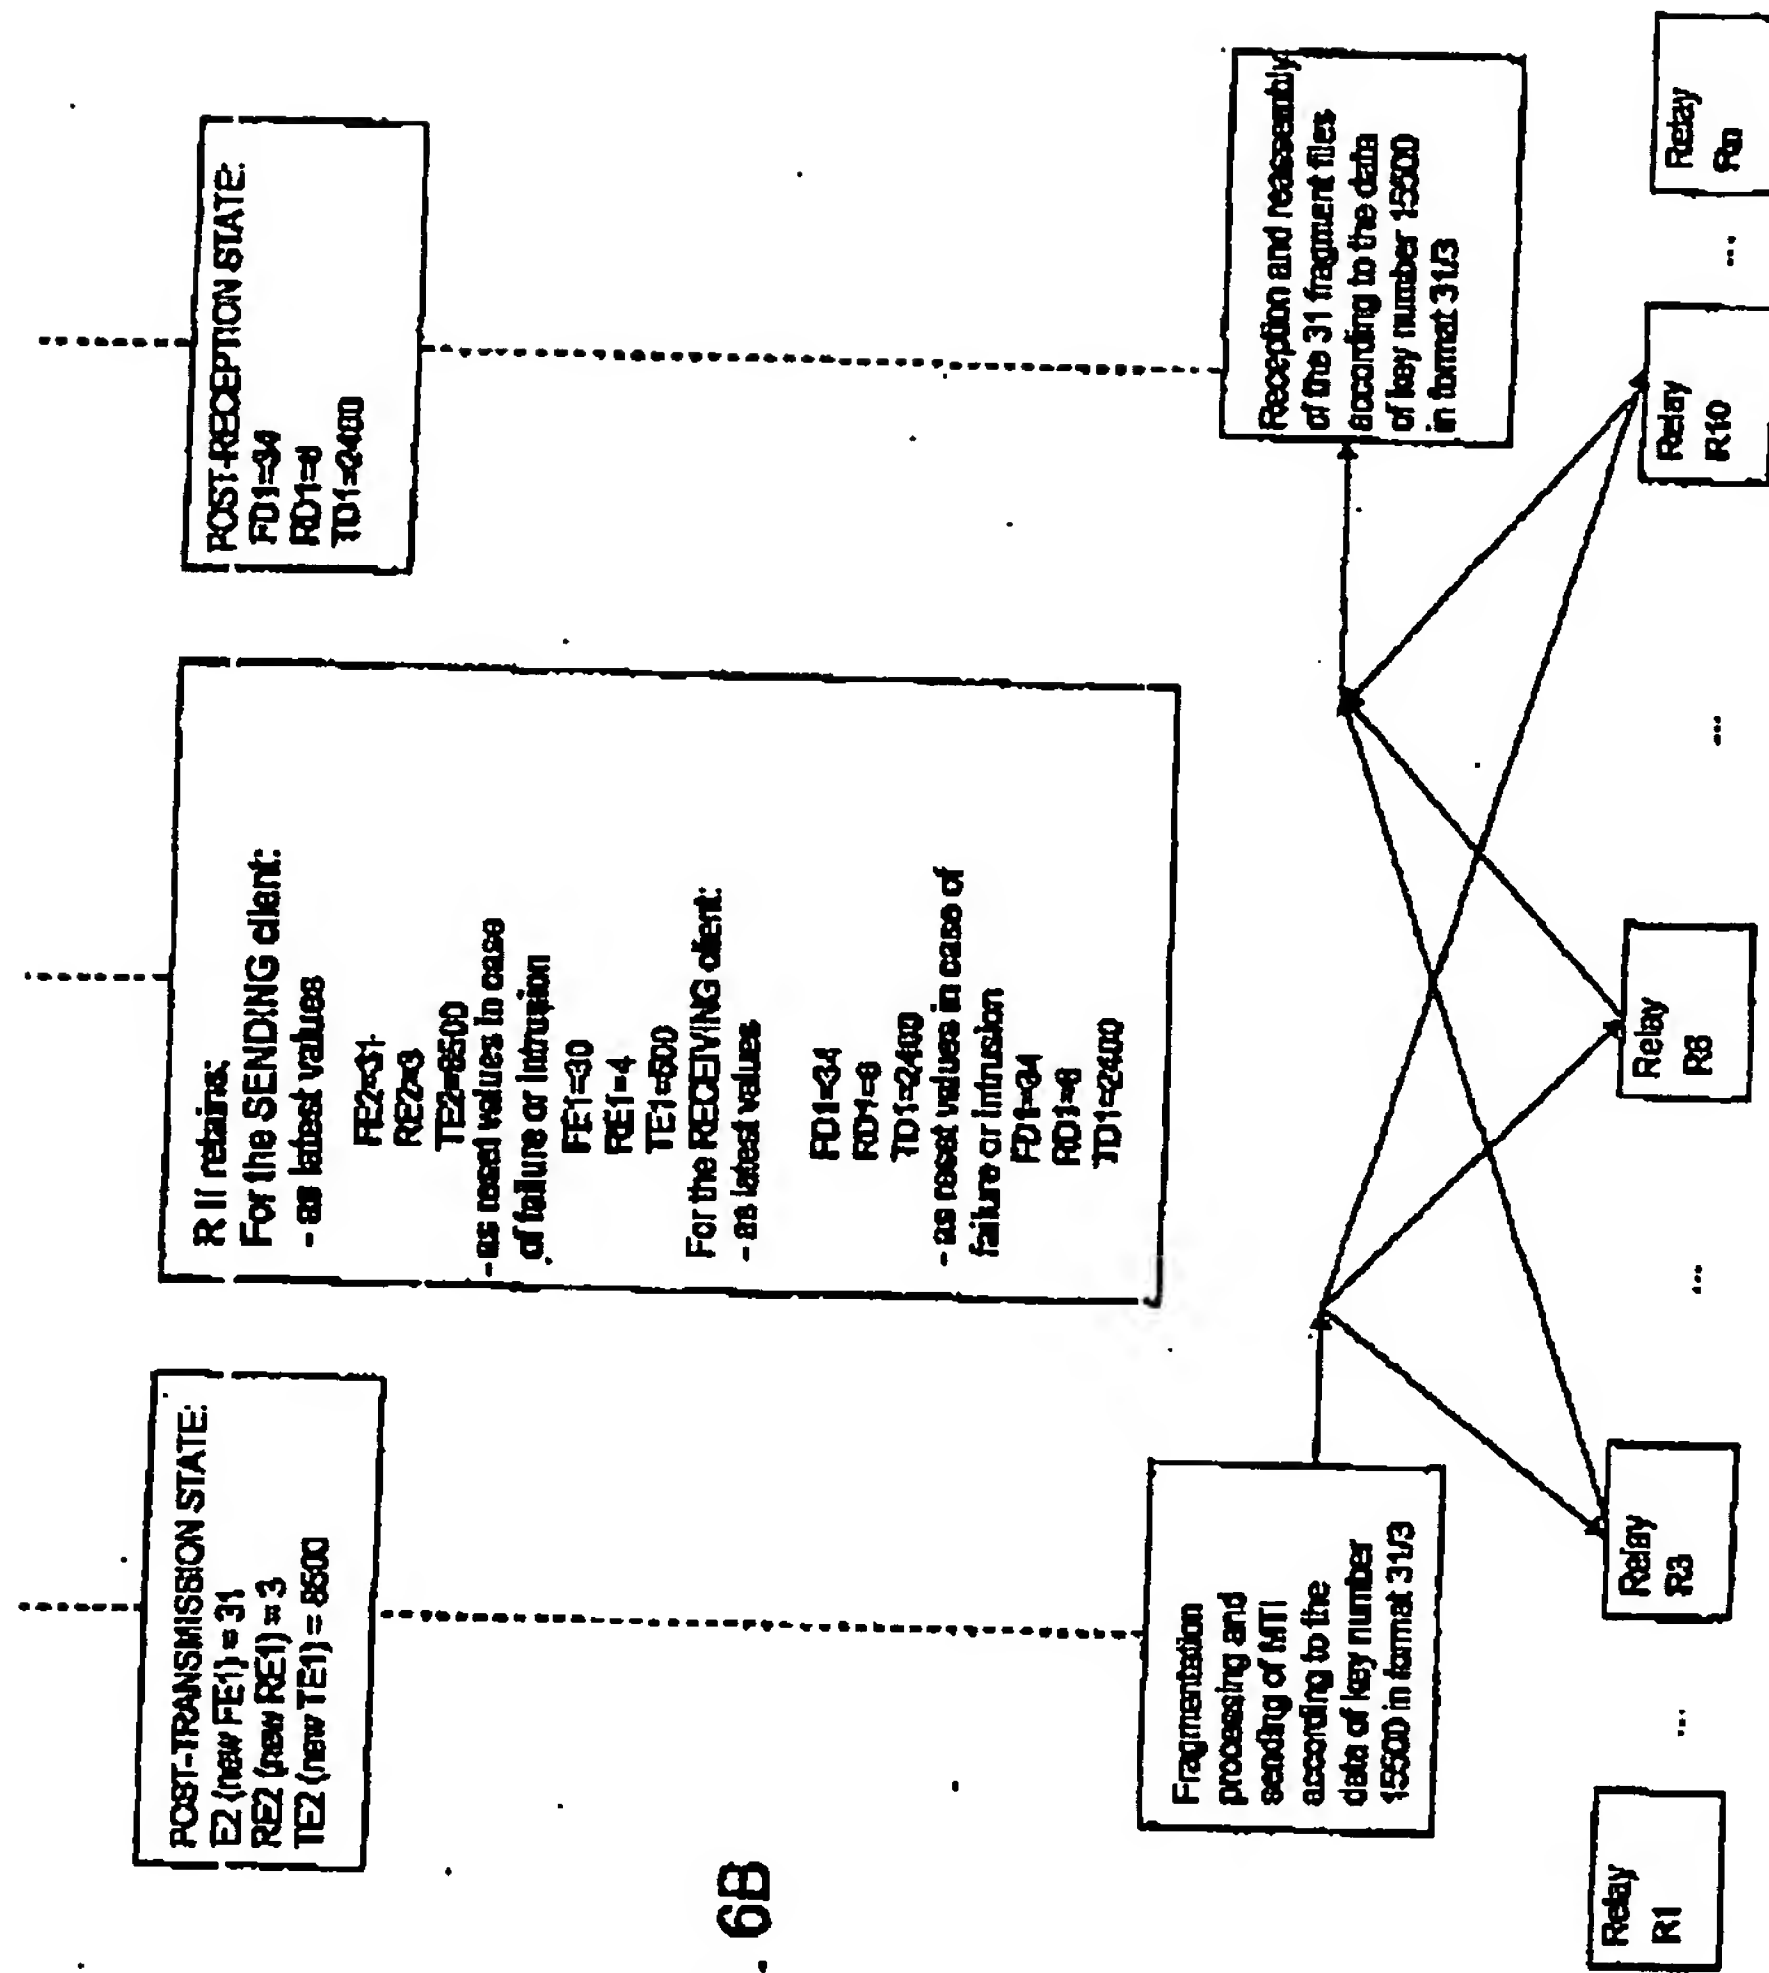 POST-TRANSMISSION STATE:
E2 (new FE1) = 31
RE2 (new RE1) = 3
TE2 (new TE1) = 8500
R II retains:
For the SENDING client:
- as latest values
FE2=31
RE2=3
TE2=8500
- as reset values in case
of failure or intrusion
FE1=30
RE1=4
TE1=500
For the RECEIVING client:
- as latest values
FD1=34
RD1=8
TD1=2400
- as reset values in case of
failure or intrusion
FD1=34
RD1=8
TD1=2400
POST-RECEPTION STATE:
FD1=34
RD1=8
TD1=2400
Fragmentation
processing and
sending of MTI
according to the
data of key number
15500 in format 31/3
Reception and reassembly
of the 31 fragment files
according to the data
of key number 15500
in format 31/3
Relay
R1
...
Relay
R3
...
Relay
...
Relay
R10
...
Relay
Rn
. 6B